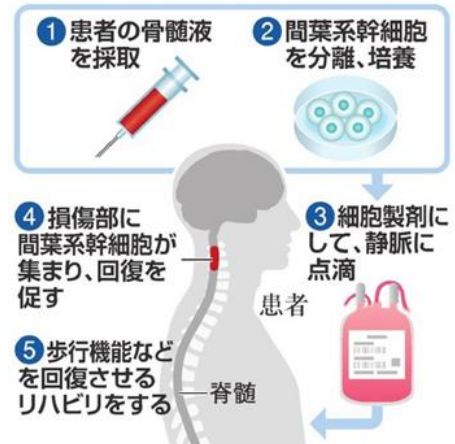 1 患者の骨髄液
を採取
2 間葉系幹細胞
を分離、培養
3 細胞製剤に
して、静脈に
点滴
4 損傷部に
間葉系幹細胞が
集まり、回復を
促す
患者
5 歩行機能など
を回復させる
リハビリをする
脊髄